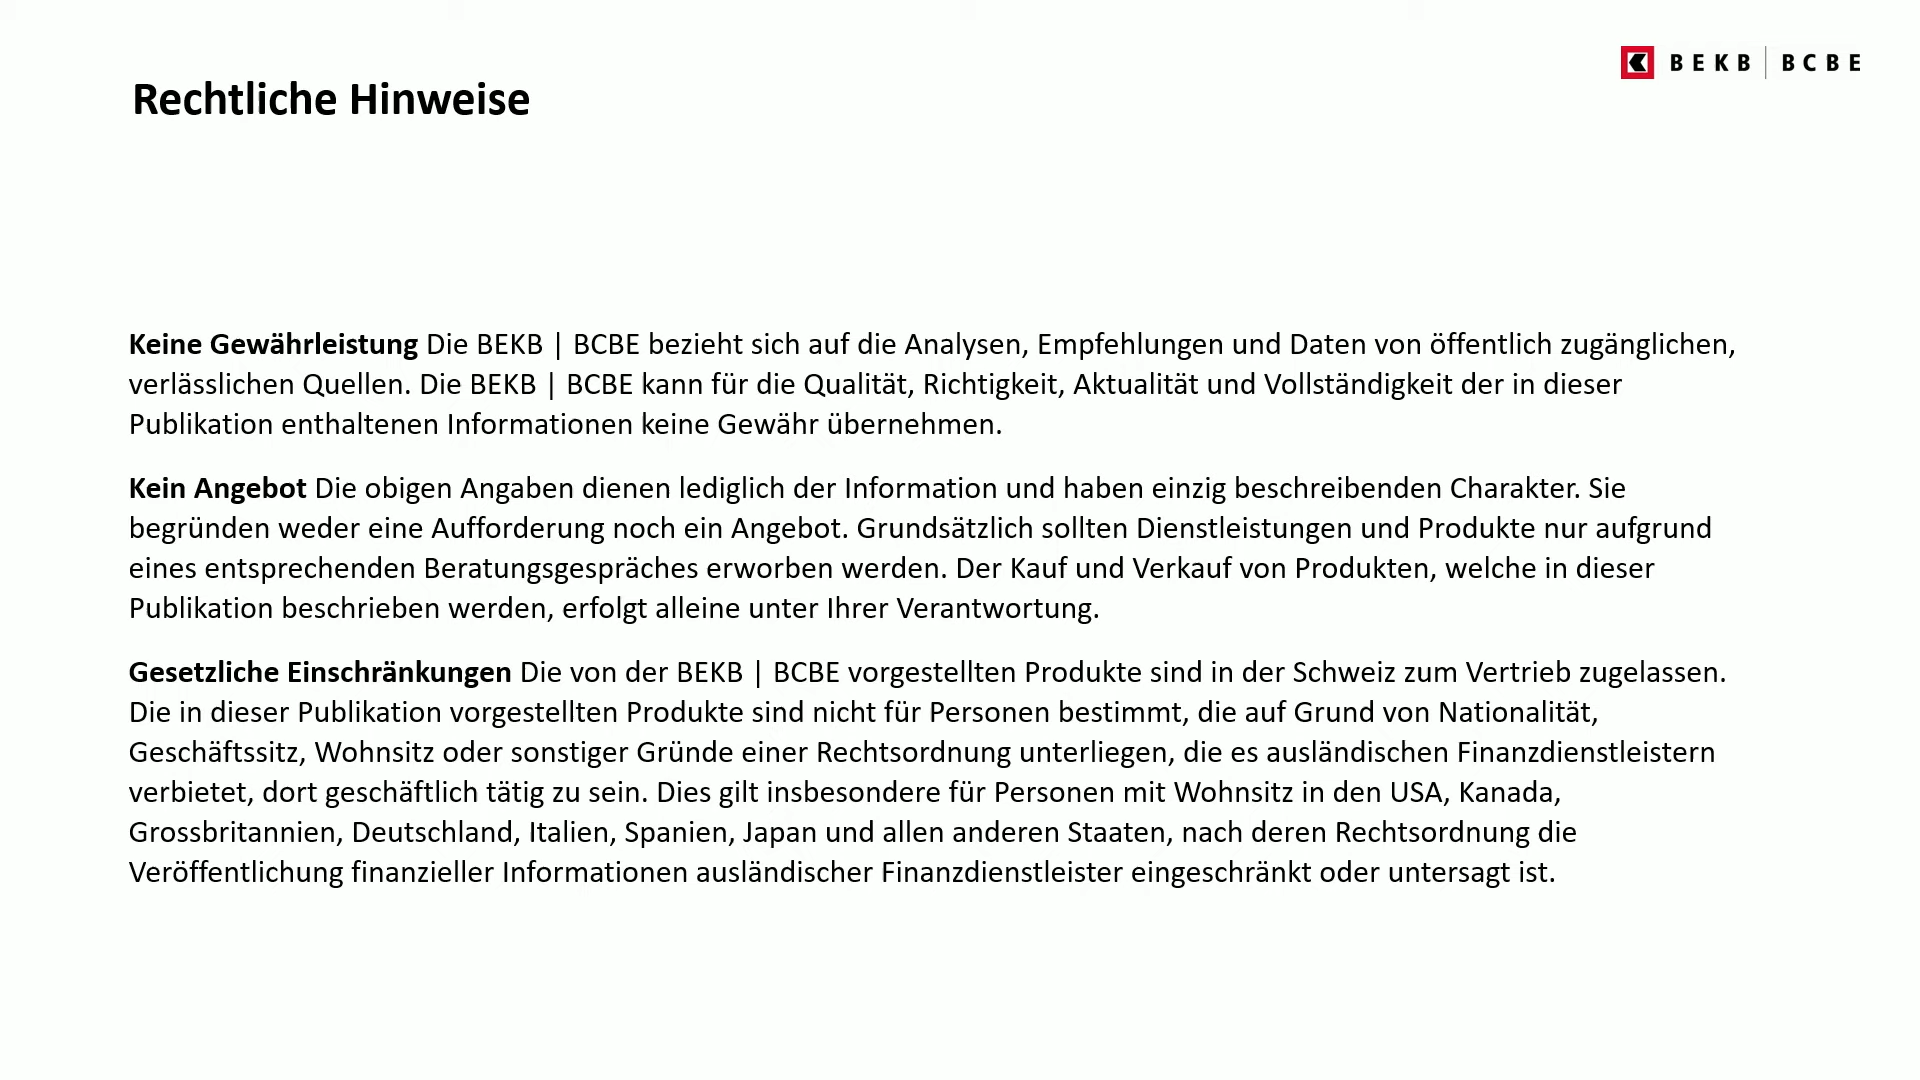 BEKB | BCBE
Rechtliche Hinweise
Keine Gewährleistung Die BEKB | BCBE bezieht sich auf die Analysen, Empfehlungen und Daten von öffentlich zugänglichen,
verlässlichen Quellen. Die BEKB | BCBE kann für die Qualität, Richtigkeit, Aktualität und Vollständigkeit der in dieser
Publikation enthaltenen Informationen keine Gewähr übernehmen.
Kein Angebot Die obigen Angaben dienen lediglich der Information und haben einzig beschreibenden Charakter. Sie
begründen weder eine Aufforderung noch ein Angebot. Grundsätzlich sollten Dienstleistungen und Produkte nur aufgrund
eines entsprechenden Beratungsgespräches erworben werden. Der Kauf und Verkauf von Produkten, welche in dieser
Publikation beschrieben werden, erfolgt alleine unter Ihrer Verantwortung.
Gesetzliche Einschränkungen Die von der BEKB | BCBE vorgestellten Produkte sind in der Schweiz zum Vertrieb zugelassen.
Die in dieser Publikation vorgestellten Produkte sind nicht für Personen bestimmt, die auf Grund von Nationalität,
Geschäftssitz, Wohnsitz oder sonstiger Gründe einer Rechtsordnung unterliegen, die es ausländischen Finanzdienstleistern
verbietet, dort geschäftlich tätig zu sein. Dies gilt insbesondere für Personen mit Wohnsitz in den USA, Kanada,
Grossbritannien, Deutschland, Italien, Spanien, Japan und allen anderen Staaten, nach deren Rechtsordnung die
Veröffentlichung finanzieller Informationen ausländischer Finanzdienstleister eingeschränkt oder untersagt ist.